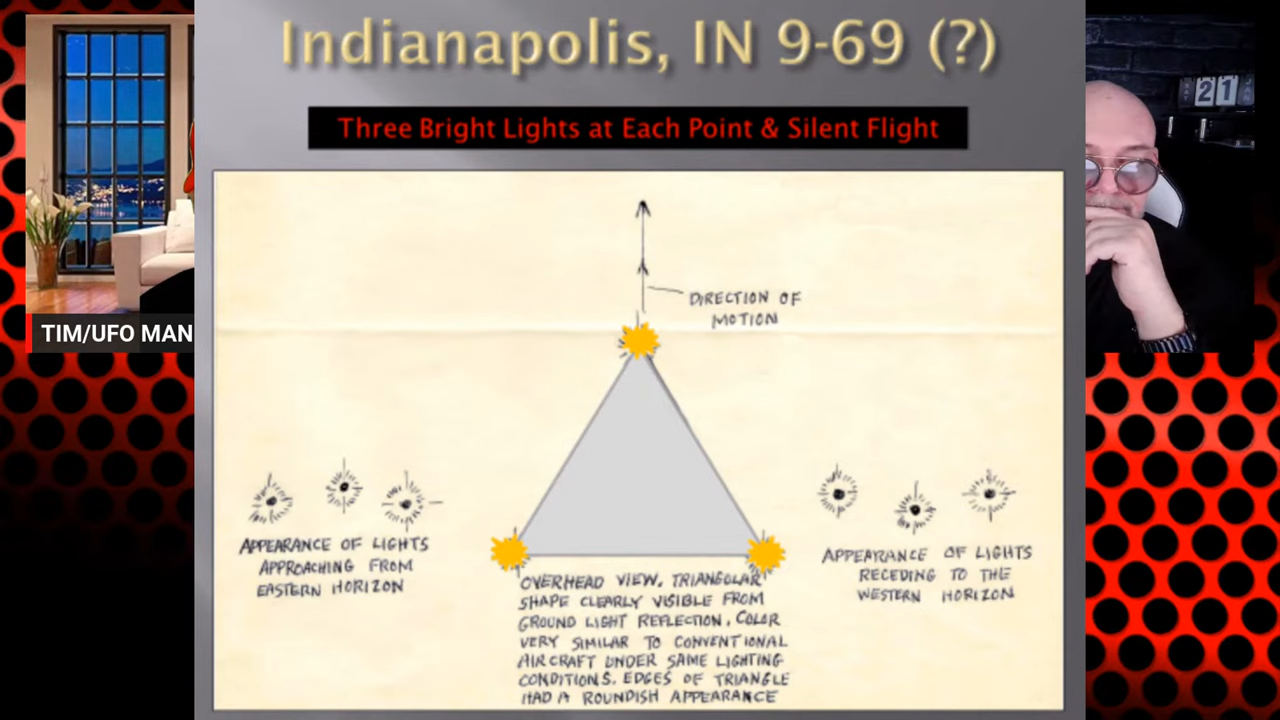 Indianapolis, IN 9-69 (?)
Three Bright Lights at Each Point & Silent Flight
21
TIM/UFO MAN
DIRECTION OF
MOTION
APPEARANCE OF LIGHTS
APPROACHING FROM
EASTERN HORIZON
OVERHEAD VIEW. TRIANGULAR
SHAPE CLEARLY VISIBLE FROM
GROUND LIGHT REFLECTION. COLOR
VERY SIMILAR TO CONVENTIONAL
AIRCRAFT UNDER SAME LIGHTING
CONDITIONS. EDGES OF TRIANGLE
HAD A ROUNDISH APPEARANCE
APPEARANCE OF LIGHTS
RECEDING TO THE
WESTERN HORIZON